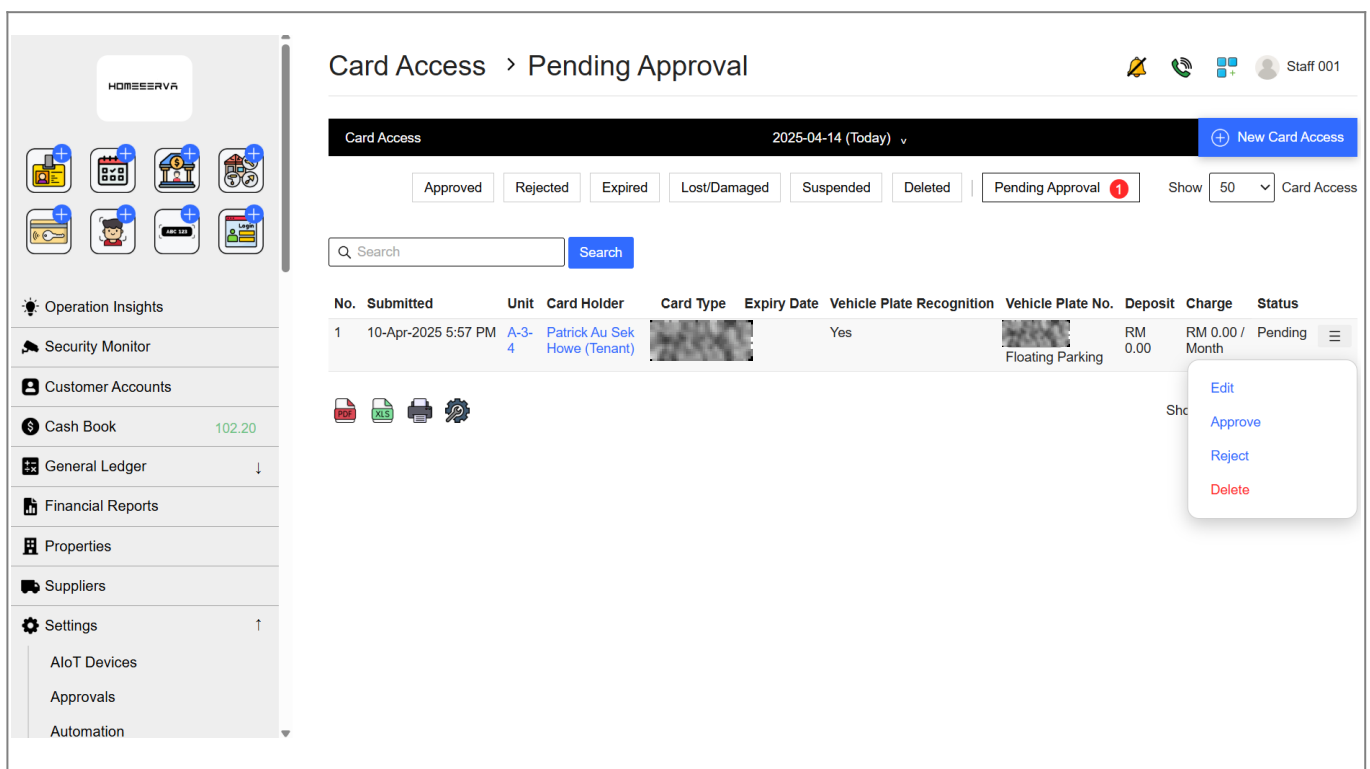 HOMESERVA
Card Access > Pending Approval
Staff 001
Card Access
2025-04-14 (Today)
New Card Access
Approved
Rejected
Expired
Lost/Damaged
Suspended
Deleted
Pending Approval 1
Show 50 Card Access
Search
Search
No. Submitted Unit Card Holder Card Type Expiry Date Vehicle Plate Recognition Vehicle Plate No. Deposit Charge Status
1 10-Apr-2025 5:57 PM A-3- Patrick Au Sek Yes RM RM 0.00 / Pending
4 Howe (Tenant) Floating Parking 0.00 Month
Edit
Approve
Reject
Delete
PDF
XLS
ABC 123
Login
Operation Insights
Security Monitor
Customer Accounts
Cash Book 102.20
General Ledger ↓
Financial Reports
Properties
Suppliers
Settings ↑
AIoT Devices
Approvals
Automation